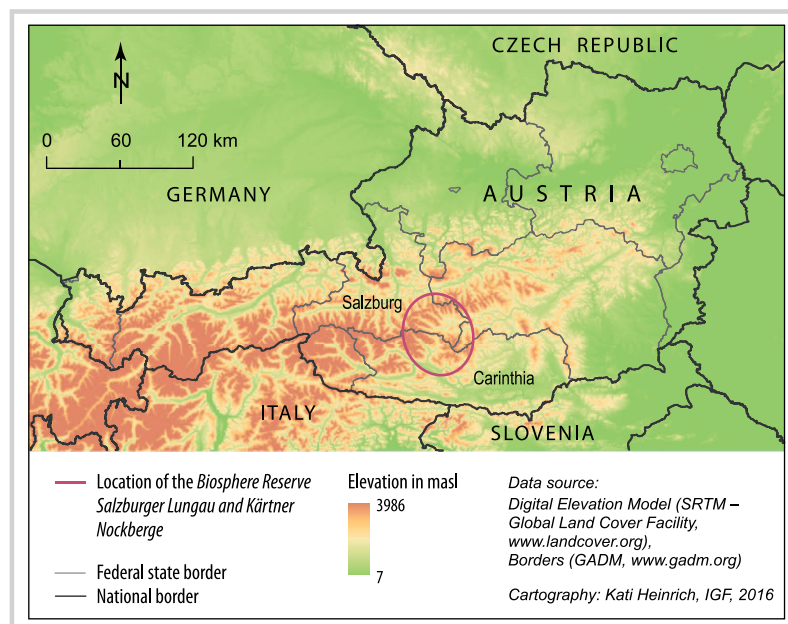 CZECH REPUBLIC
N
0 60 120 km
GERMANY
AUSTRIA
Salzburg
Carinthia
ITALY
SLOVENIA
Location of the Biosphere Reserve
Salzburger Lungau and Kärtner
Nockberge
Federal state border
National border
Elevation in masl
3986
7
Data source:
Digital Elevation Model (SRTM –
Global Land Cover Facility,
www.landcover.org),
Borders (GADM, www.gadm.org)
Cartography: Kati Heinrich, IGF, 2016